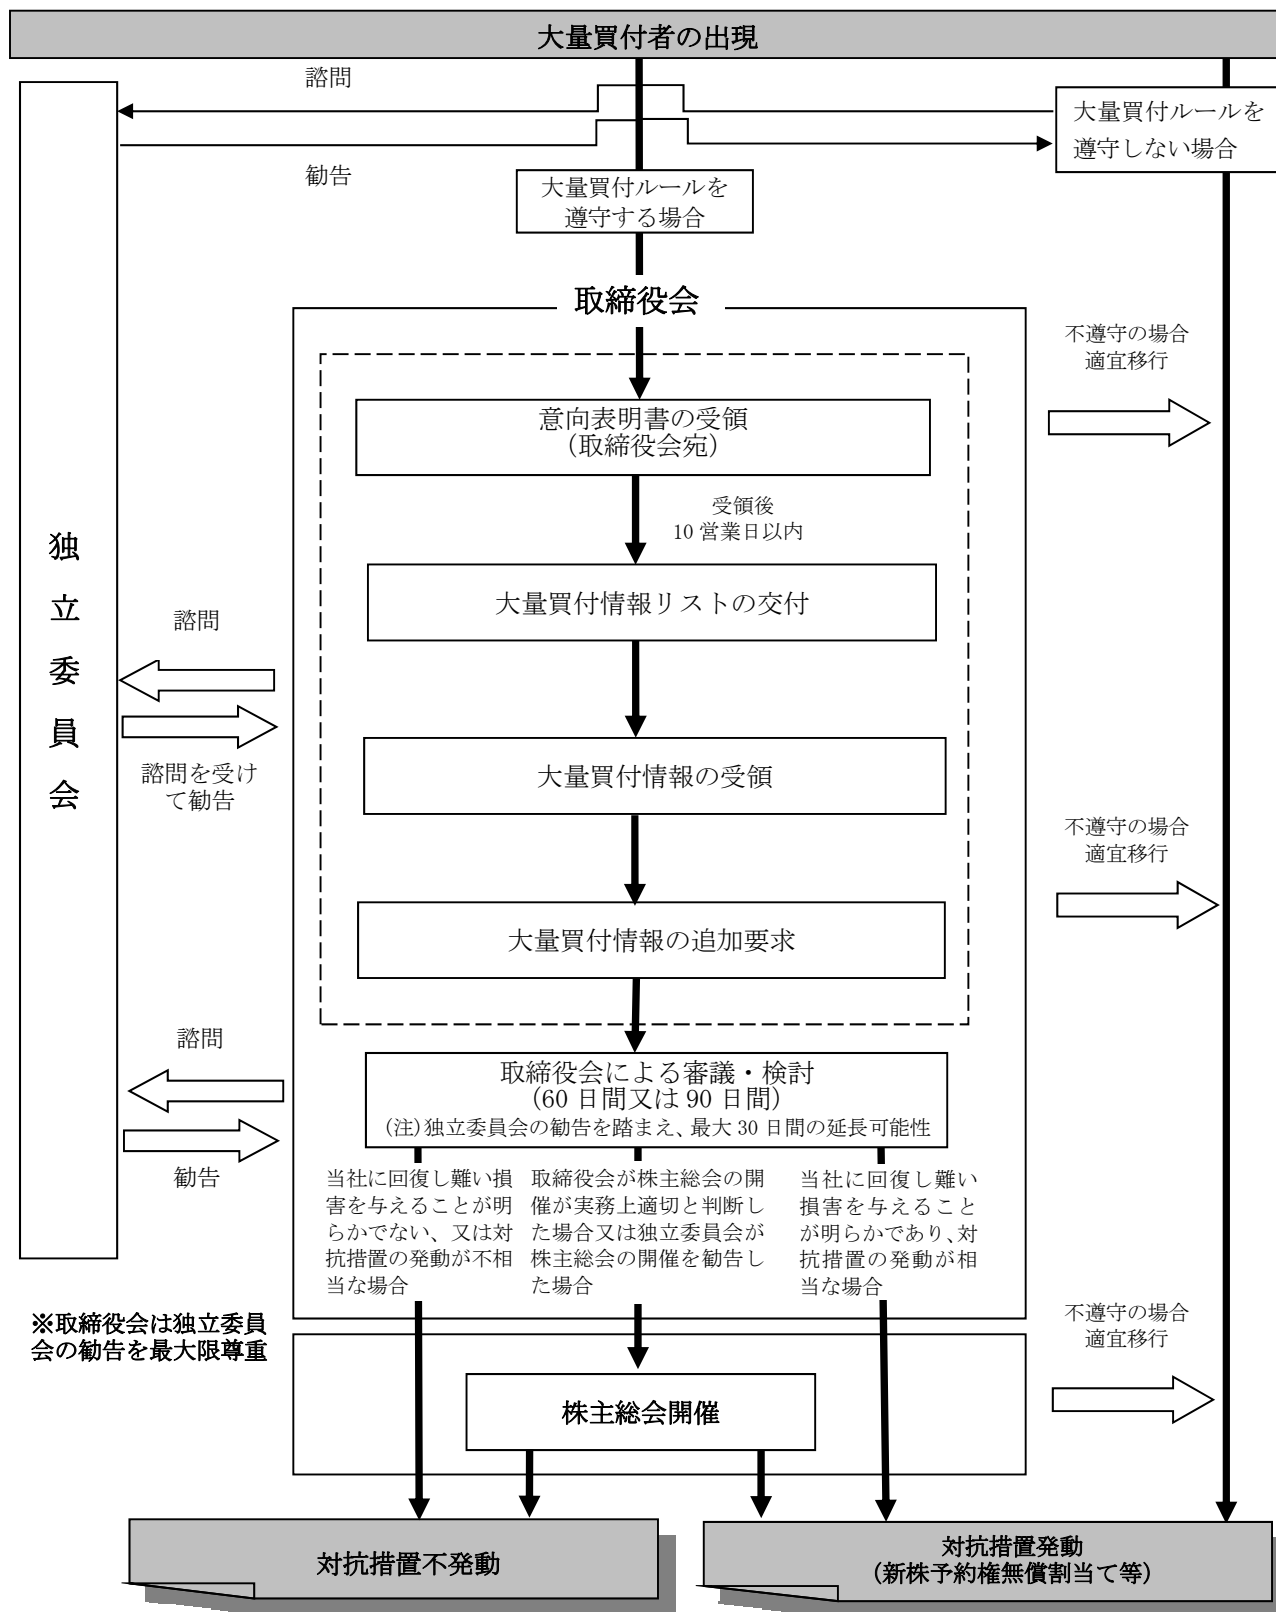 大量買付者の出現
諮問
大量買付ルールを
遵守しない場合
勧告
大量買付ルールを
遵守する場合
取締役会
不遵守の場合
適宜移行
意向表明書の受領
(取締役会宛)
受領後
10 営業日以内
独
立
委
員
会
大量買付情報リストの交付
諮問
大量買付情報の受領
諮問を受け
て勧告
不遵守の場合
適宜移行
大量買付情報の追加要求
諮問
取締役会による審議・検討
(60 日間又は 90 日間)
(注)独立委員会の勧告を踏まえ、最大 30 日間の延長可能性
勧告
当社に回復し難い損
害を与えることが明
らかでない、又は対
抗措置の発動が不相
当な場合
取締役会が株主総会の開
催が実務上適切と判断し
た場合又は独立委員会が
株主総会の開催を勧告し
た場合
当社に回復し難い
損害を与えること
が明らかであり、対
抗措置の発動が相
当な場合
※取締役会は独立委員
会の勧告を最大限尊重
不遵守の場合
適宜移行
株主総会開催
対抗措置不発動
対抗措置発動
(新株予約権無償割当て等)